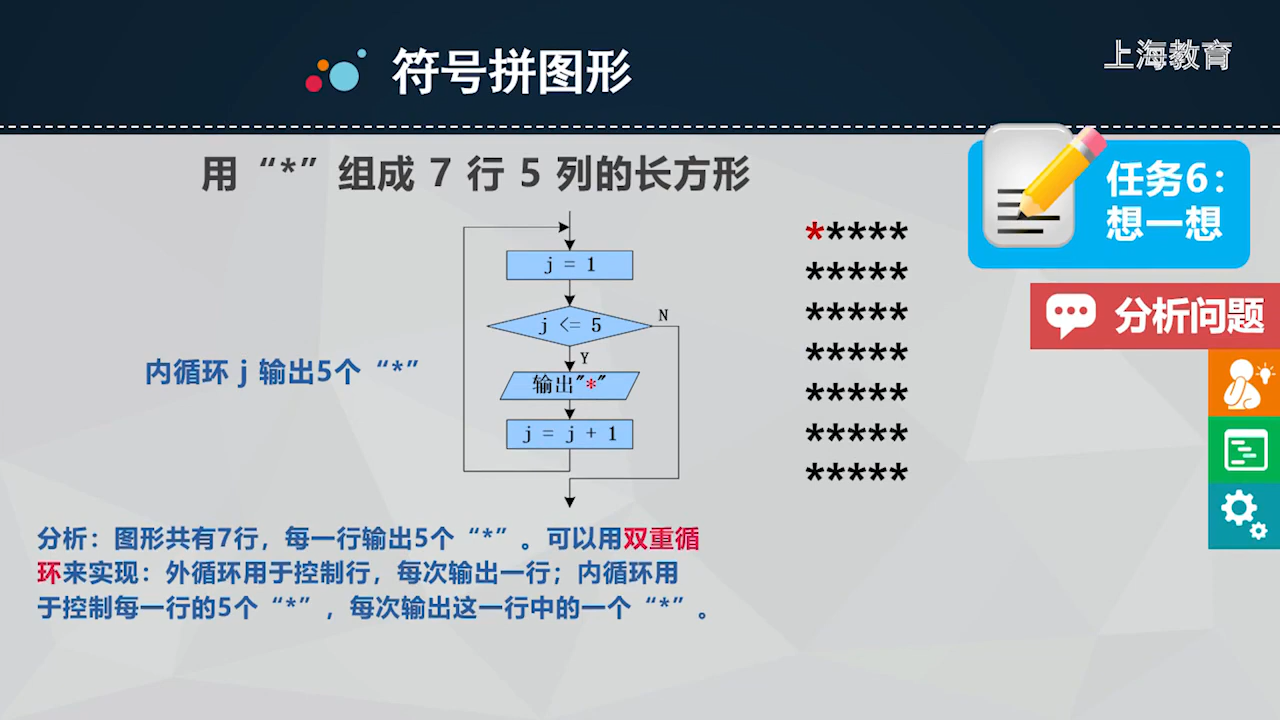 符号拼图形
上海教育
用“*”组成 7 行 5 列的长方形
任务6：
想一想
分析问题
j = 1
j <= 5
N
Y
输出"*"
j = j + 1
内循环 j 输出5个“*”
*****
*****
*****
*****
*****
*****
*****
分析：图形共有7行，每一行输出5个“*”。可以用双重循
环来实现：外循环用于控制行，每次输出一行；内循环用
于控制每一行的5个“*”，每次输出这一行中的一个“*”。